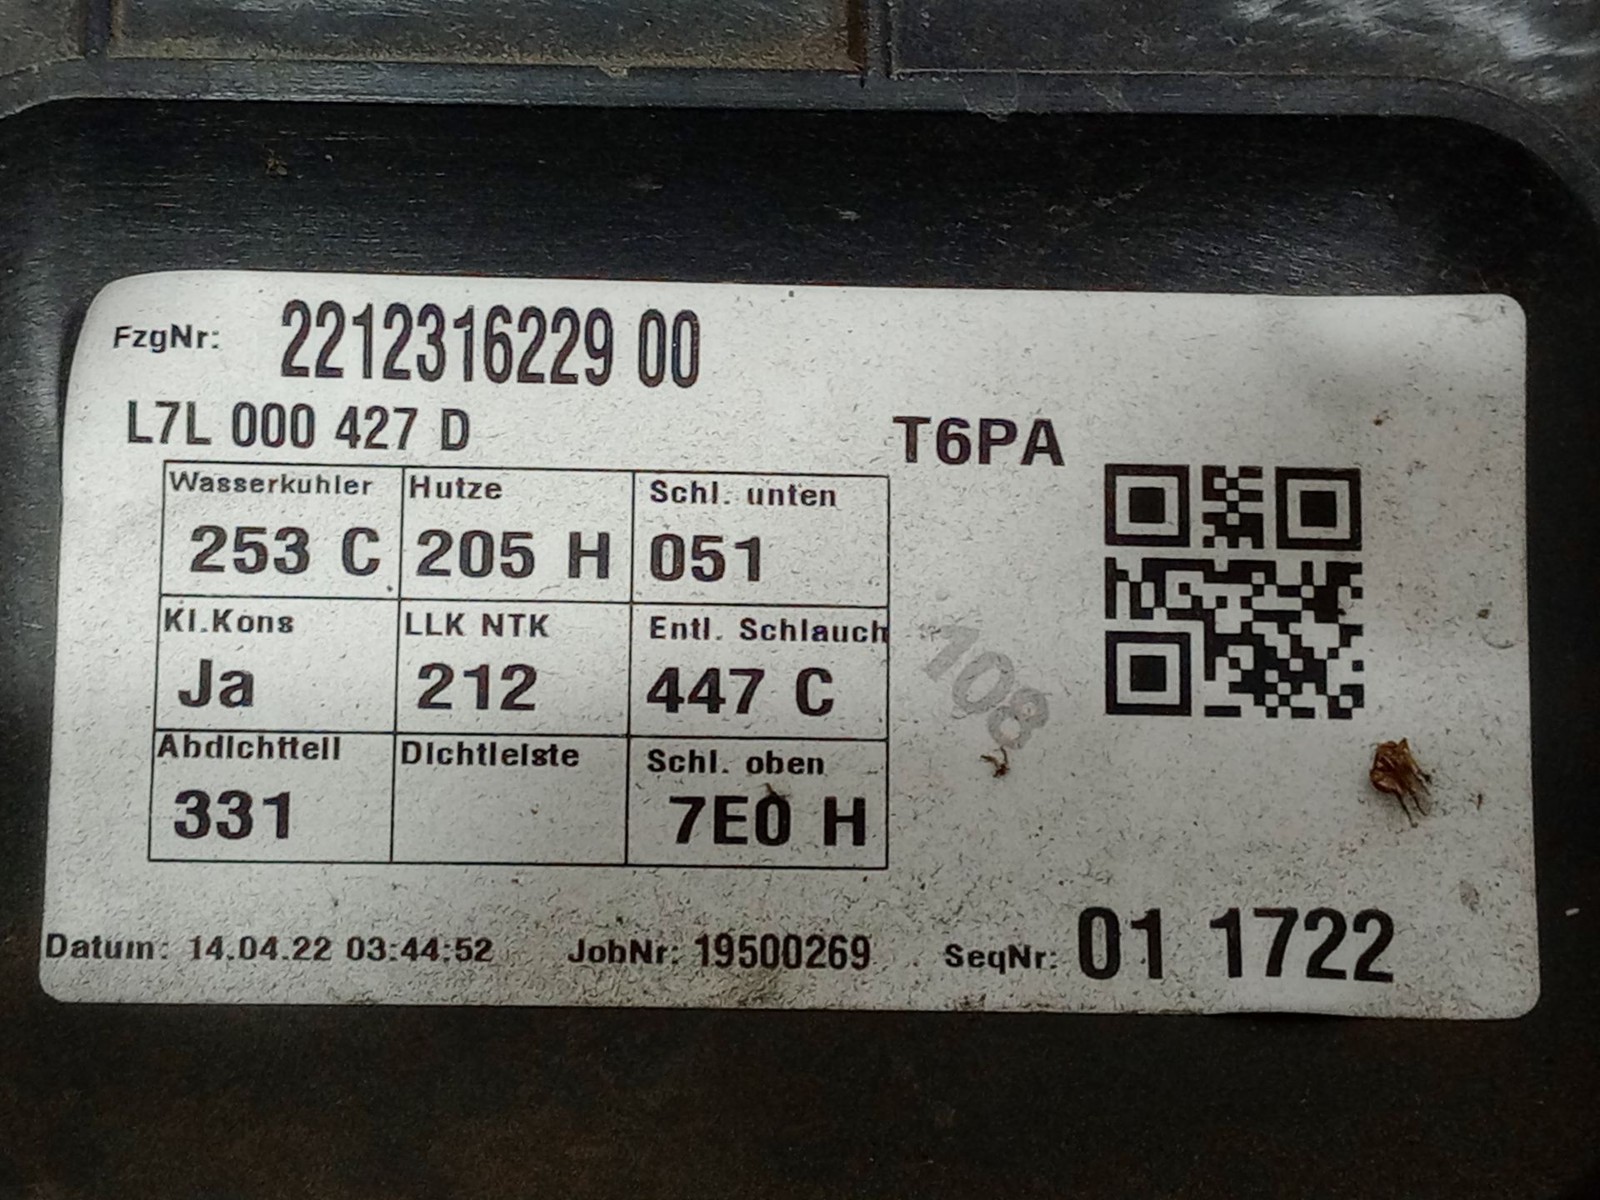 FzgNr: 2212316229 00
L7L 000 427 D
T6PA
Wasserkuhler Hutze Schl. unten
253 C 205 H 051
Kl.Kons LLK NTK Entl. Schlauch
Ja 212 447 C
108
Abdichtteil Dichtleiste Schl. oben
331 7E0 H
Datum: 14.04.22 03:44:52 JobNr: 19500269 SeqNr: 01 1722